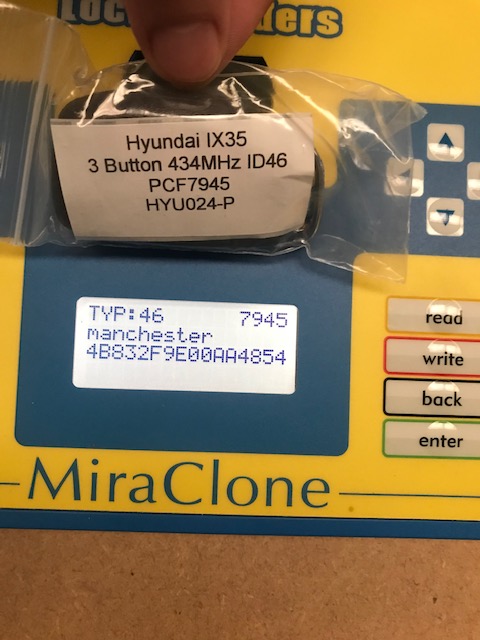 Hyundai IX35
3 Button 434MHz ID46
PCF7945
HYU024-P
TYP:46 7945
manchester
4B832F9E00AA4854
read
write
back
enter
MiraClone